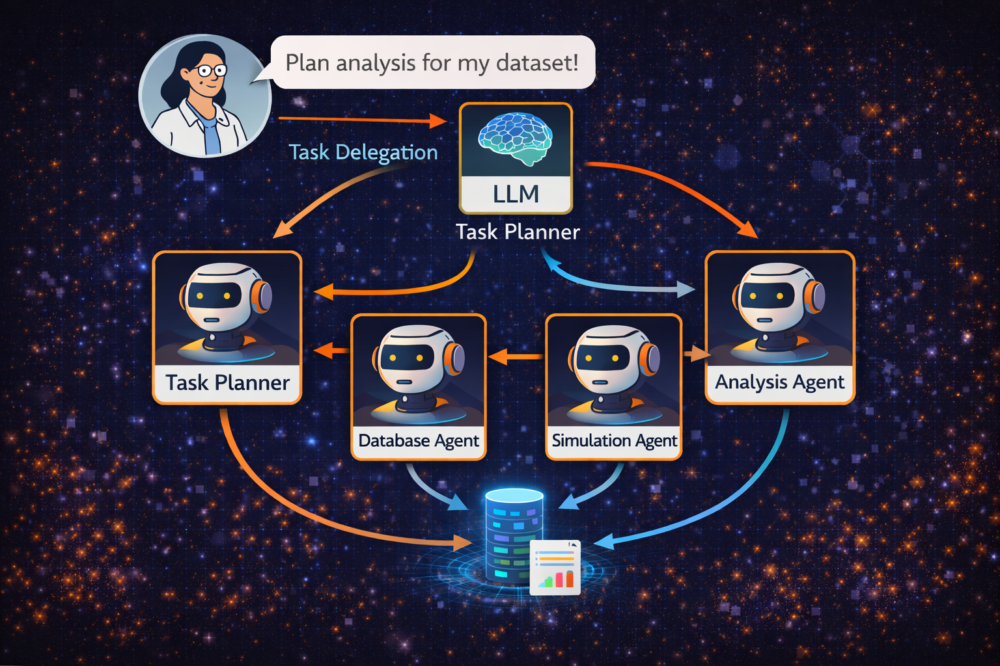 Plan analysis for my dataset!
Task Delegation
LLM
Task Planner
Task Planner
Analysis Agent
Database Agent
Simulation Agent